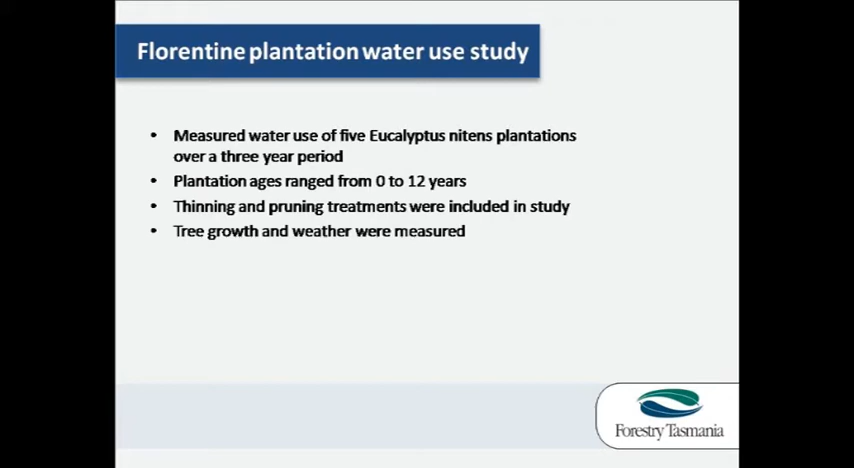 Florentine plantation water use study
• Measured water use of five Eucalyptus nitens plantations
over a three year period
• Plantation ages ranged from 0 to 12 years
• Thinning and pruning treatments were included in study
• Tree growth and weather were measured
Forestry Tasmania